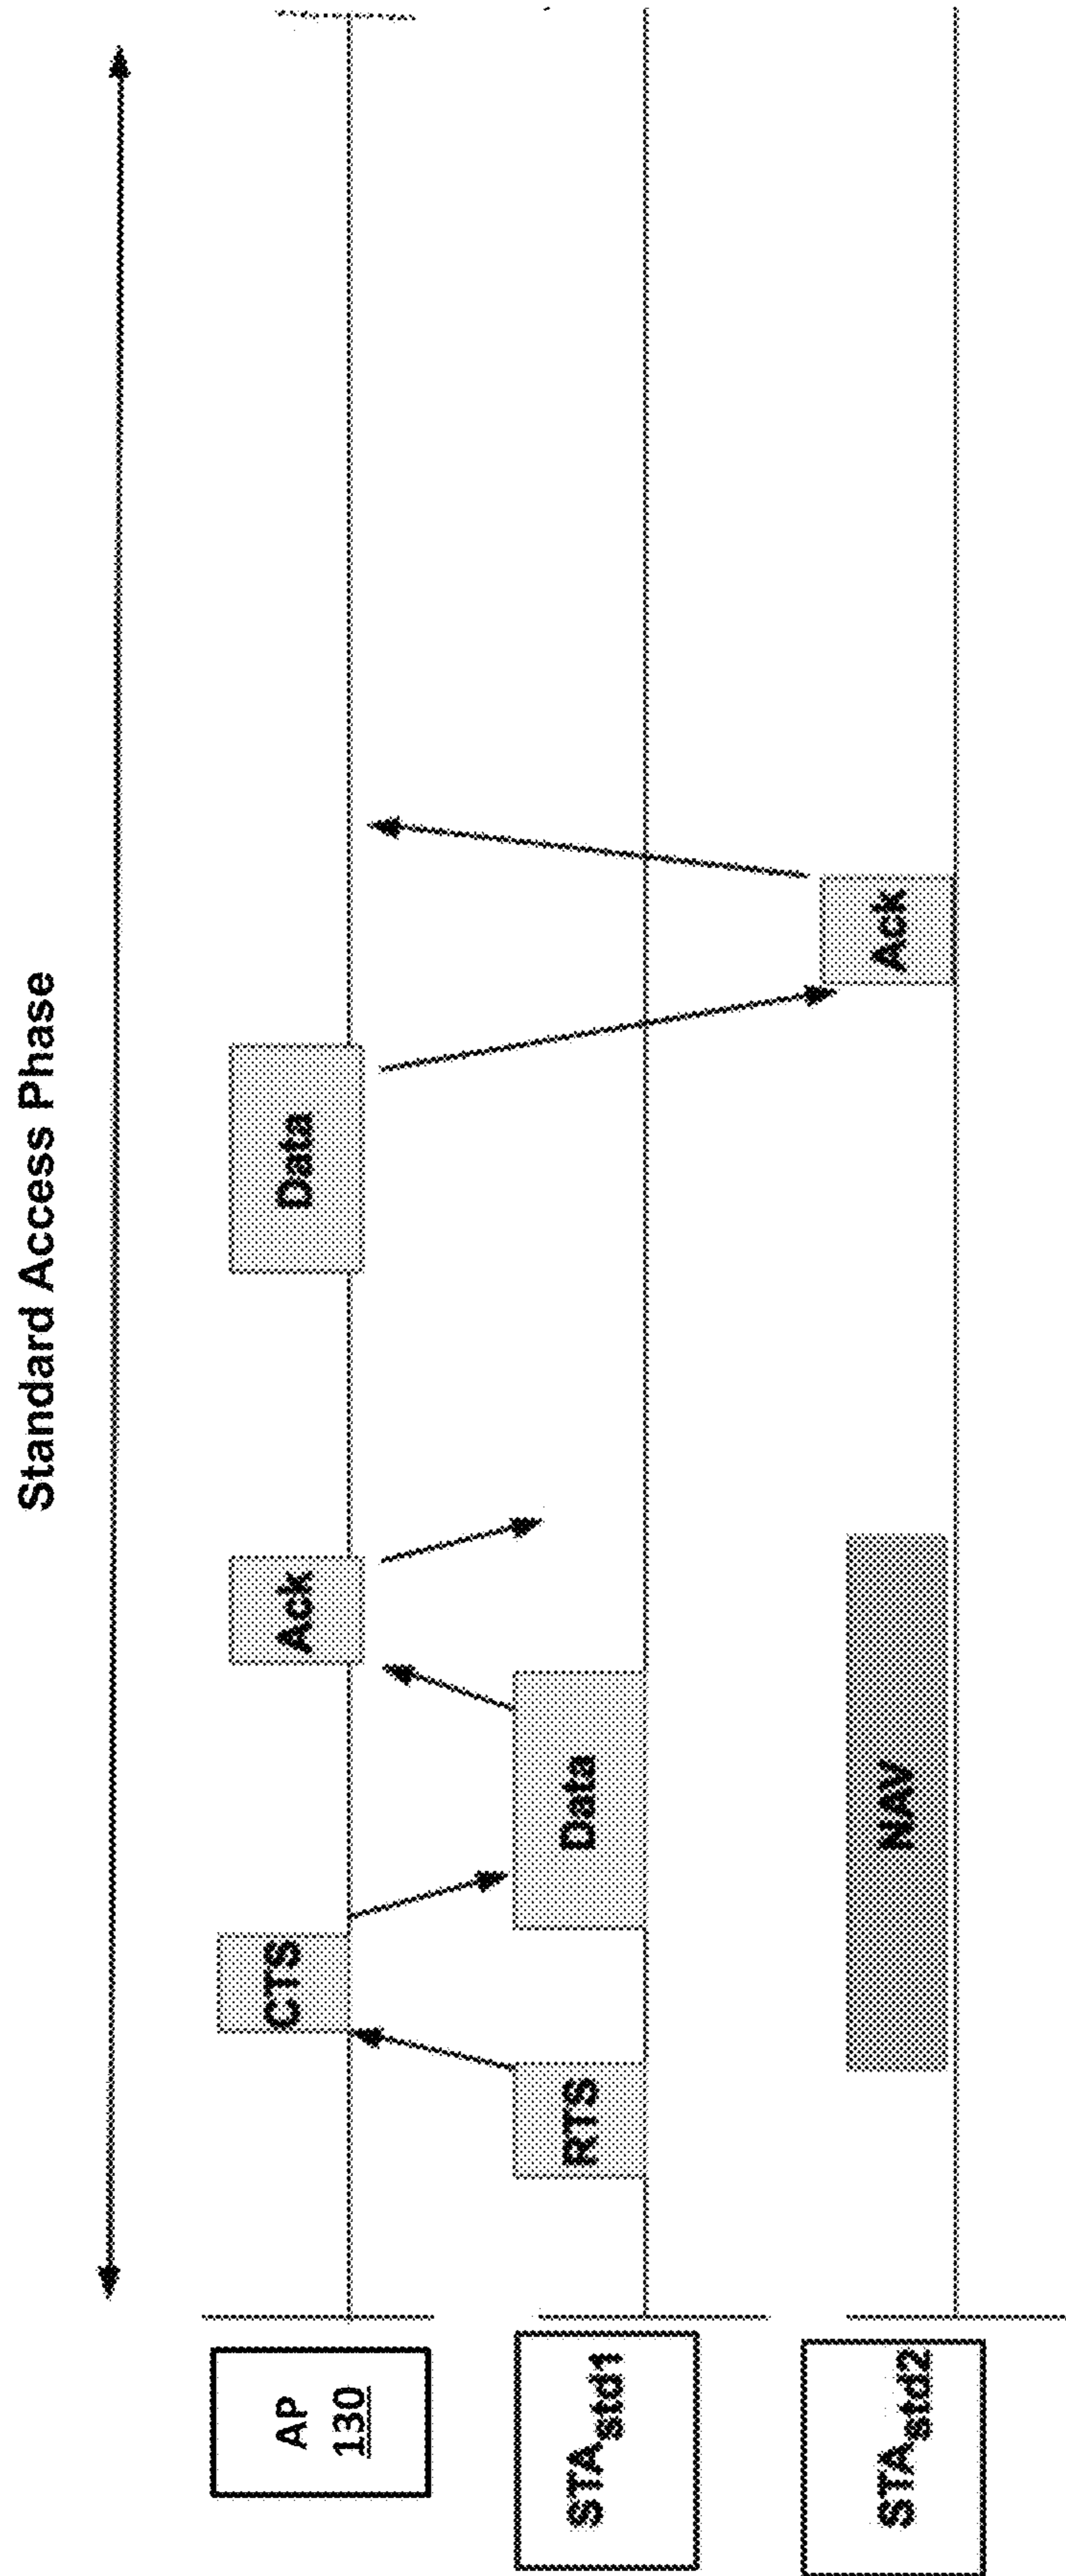 Standard Access Phase
AP
130
CTS
Ack
Data
STAstd1
RTS
Data
STAstd2
NAV
Ack